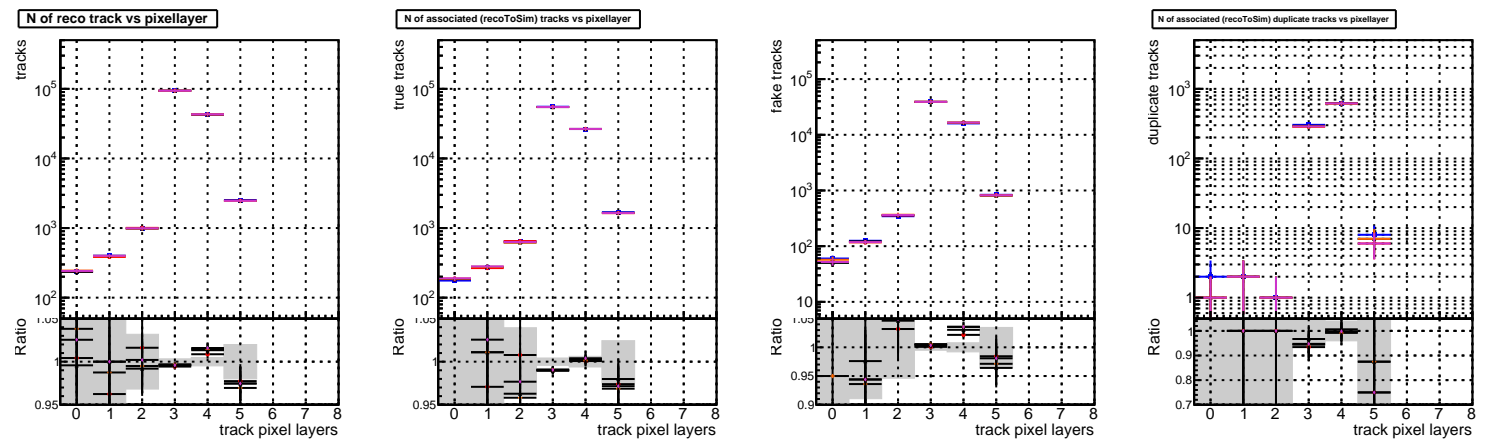 N of reco track vs pixellayer
tracks
10^5
10^4
10^3
10^2
Ratio
1.05
1
0.95
0 1 2 3 4 5 6 7 8
track pixel layers
N of associated (recoToSim) tracks vs pixellayer
true tracks
10^5
10^4
10^3
10^2
Ratio
1.05
1
0.95
0 1 2 3 4 5 6 7 8
track pixel layers
fake tracks
10^5
10^4
10^3
10^2
10
Ratio
1.05
1
0.95
0.9
0 1 2 3 4 5 6 7 8
track pixel layers
N of associated (recoToSim) duplicate tracks vs pixellayer
duplicate tracks
10^3
10^2
10
1
Ratio
1
0.9
0.8
0.7
0 1 2 3 4 5 6 7 8
track pixel layers